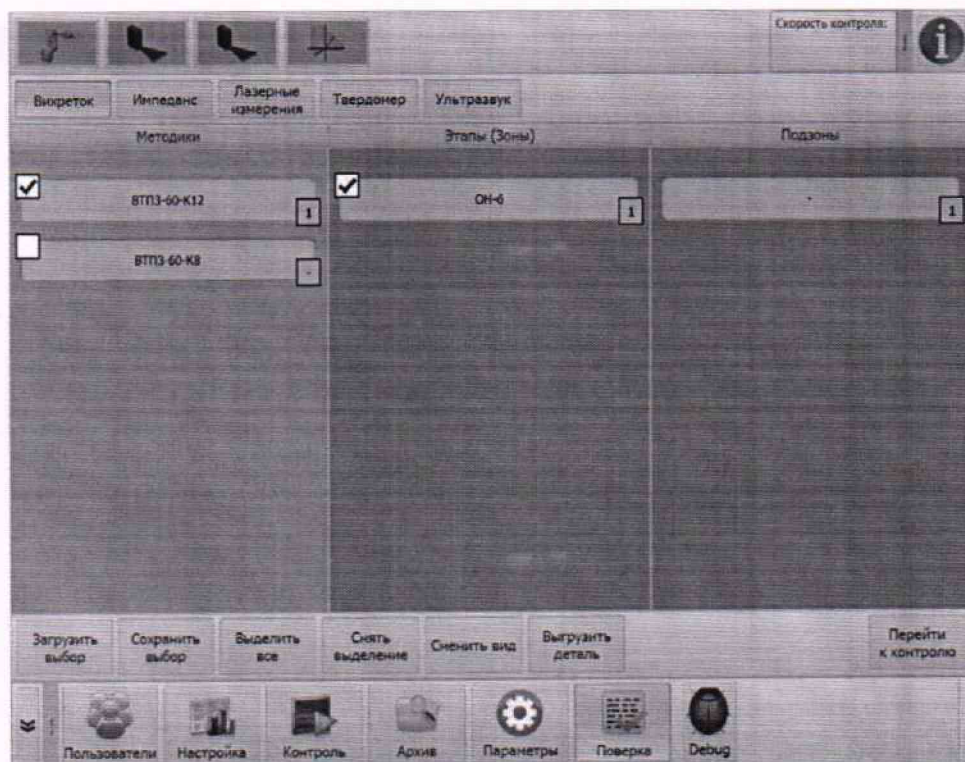 Скорость контроля:
Вихреток
Импеданс
Лазерные
измерения
Твердомер
Ультразвук
Методики
Этапы (Зоны)
Подзоны
ВТП3-60-К12
1
ОН-6
1
-
1
ВТП3-60-К8
-
Загрузить
выбор
Сохранить
выбор
Выделить
все
Снять
выделение
Сменить вид
Выгрузить
деталь
Перейти
к контролю
Пользователи
Настройка
Контроль
Архив
Параметры
Поверка
Debug